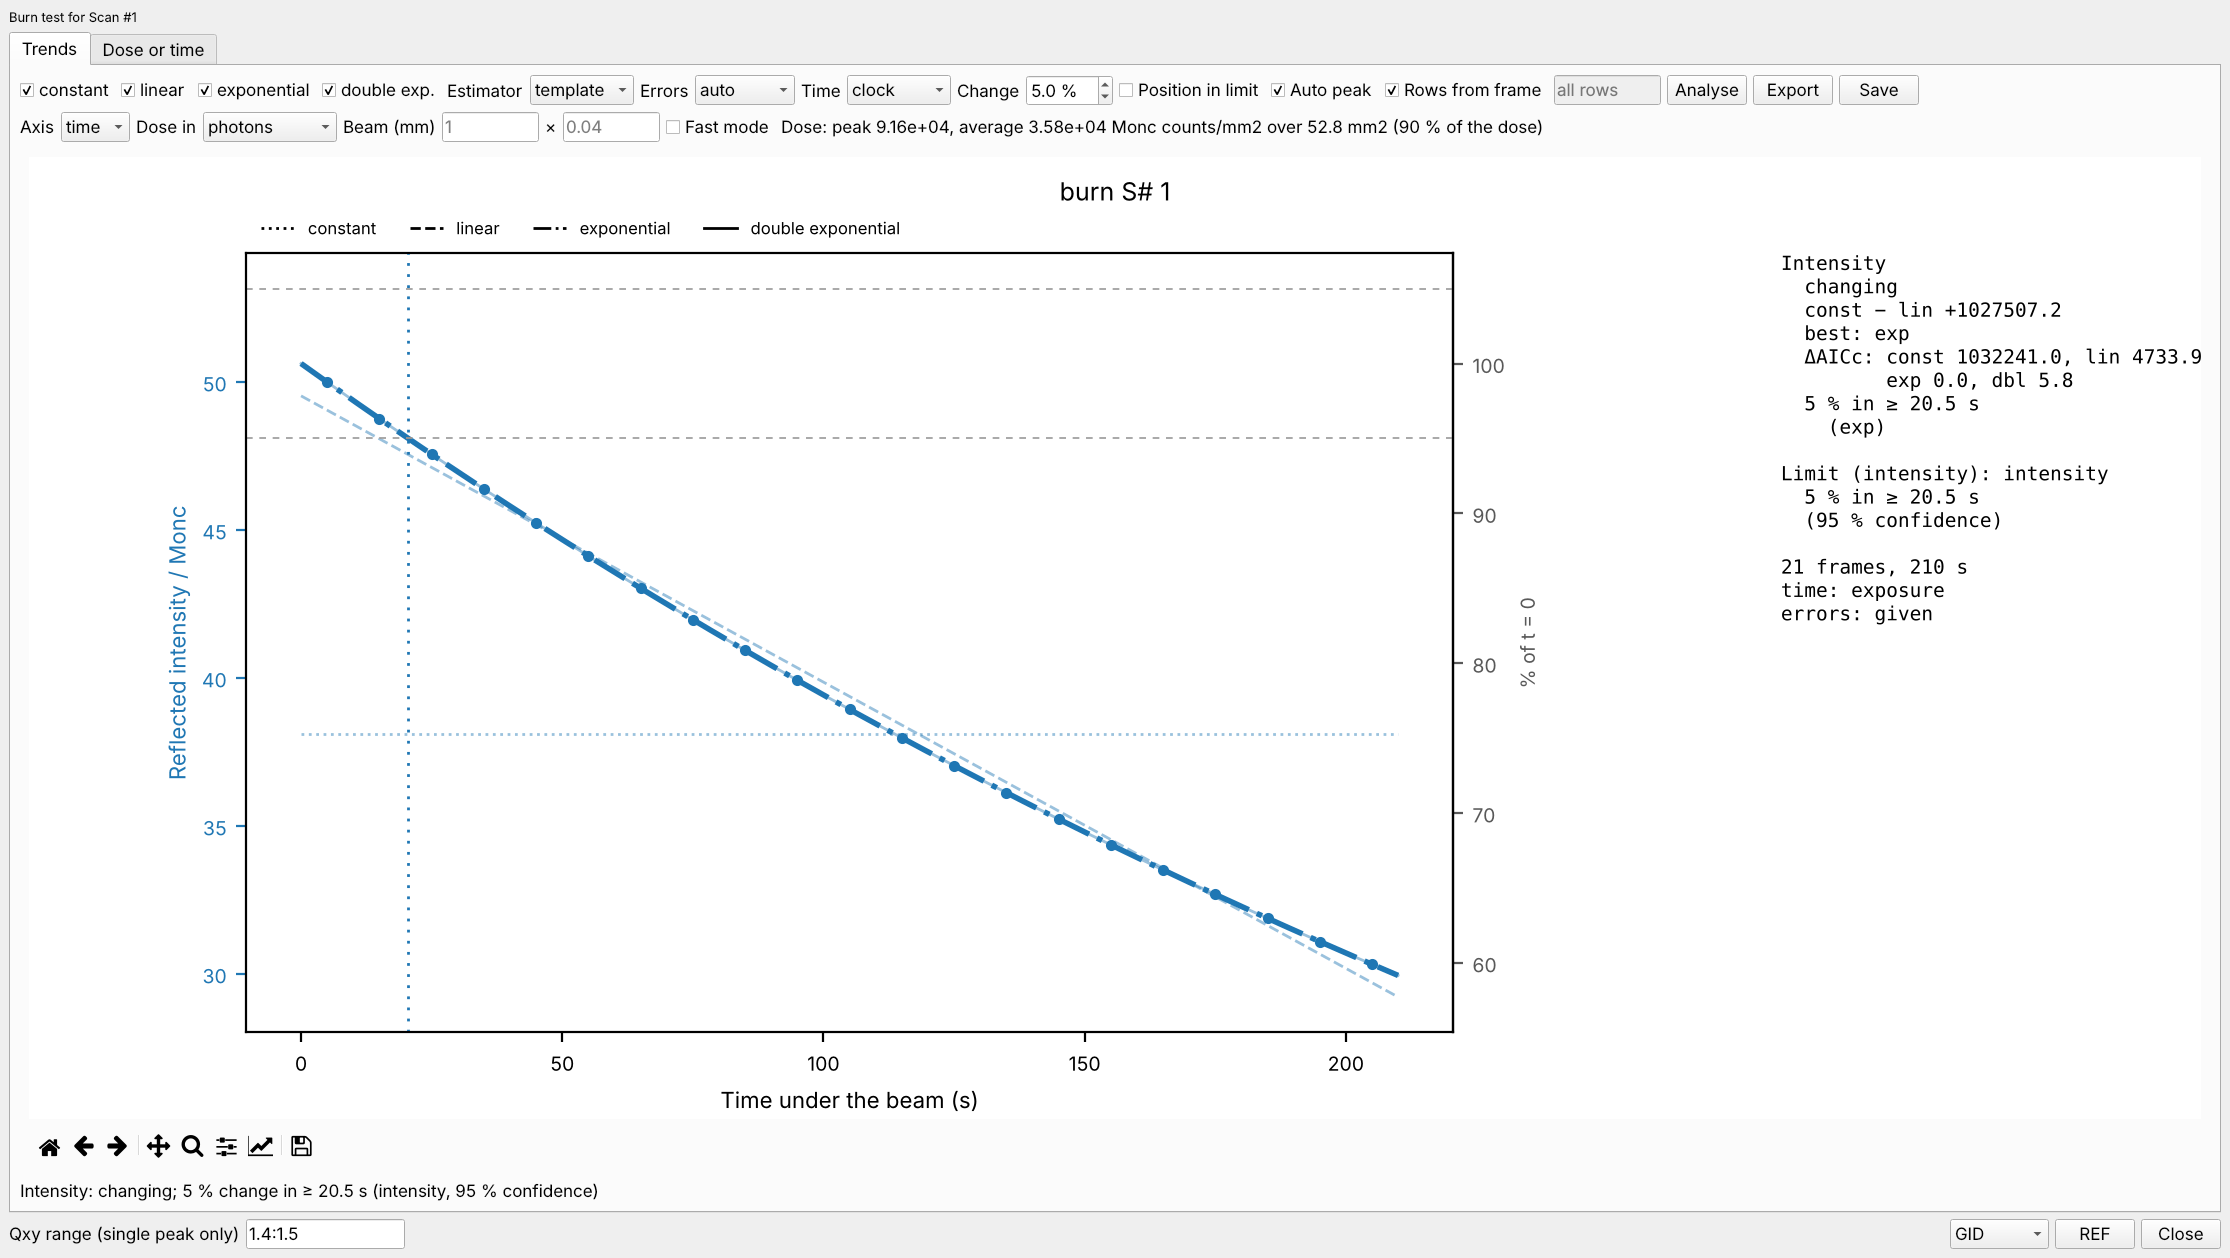 Burn test for Scan #1
Trends Dose or time
constant linear exponential double exp. Estimator template Errors auto Time clock Change 5.0 % Position in limit Auto peak Rows from frame all rows Analyse Export Save
Axis time Dose in photons Beam (mm) 1 × 0.04 Fast mode Dose: peak 9.16e+04, average 3.58e+04 Monc counts/mm2 over 52.8 mm2 (90 % of the dose)
burn S# 1
constant linear exponential double exponential
50
45
40
35
30
Reflected intensity / Monc
100
90
80
70
60
% of t = 0
0 50 100 150 200
Time under the beam (s)
Intensity
changing
const − lin +1027507.2
best: exp
ΔAICc: const 1032241.0, lin 4733.9
exp 0.0, dbl 5.8
5 % in ≥ 20.5 s
(exp)
Limit (intensity): intensity
5 % in ≥ 20.5 s
(95 % confidence)
21 frames, 210 s
time: exposure
errors: given
Intensity: changing; 5 % change in ≥ 20.5 s (intensity, 95 % confidence)
Qxy range (single peak only) 1.4:1.5 GID REF Close